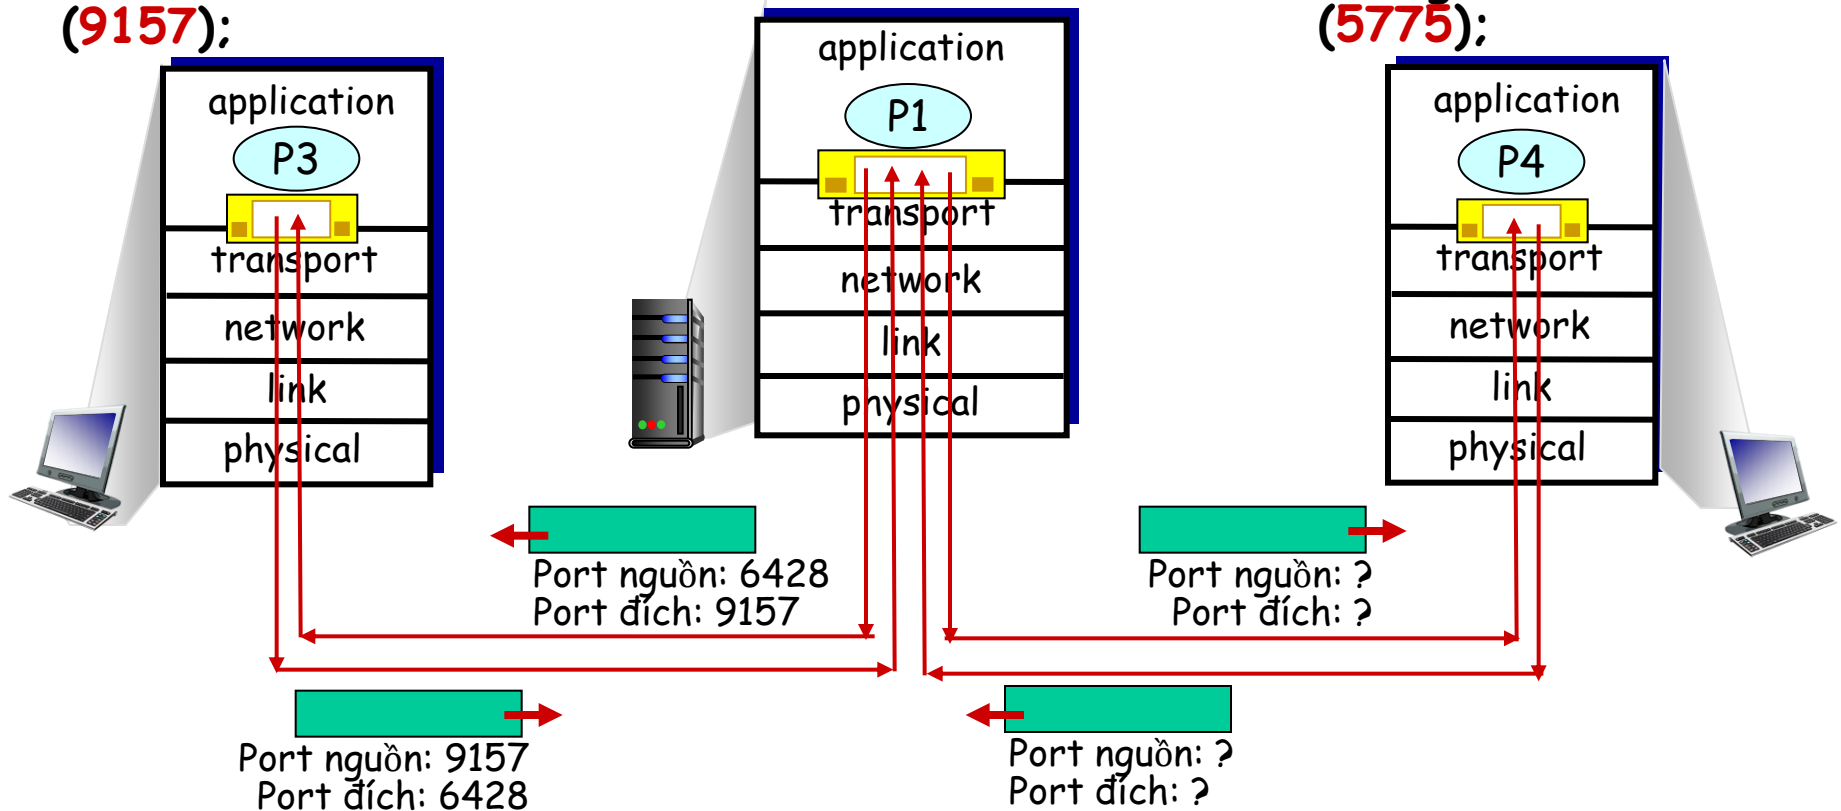 (9157);
(5775);
application
P3
transport
network
link
physical
application
P1
transport
network
link
physical
application
P4
transport
network
link
physical
Port nguồn: 6428
Port đích: 9157
Port nguồn: ?
Port đích: ?
Port nguồn: 9157
Port đích: 6428
Port nguồn: ?
Port đích: ?